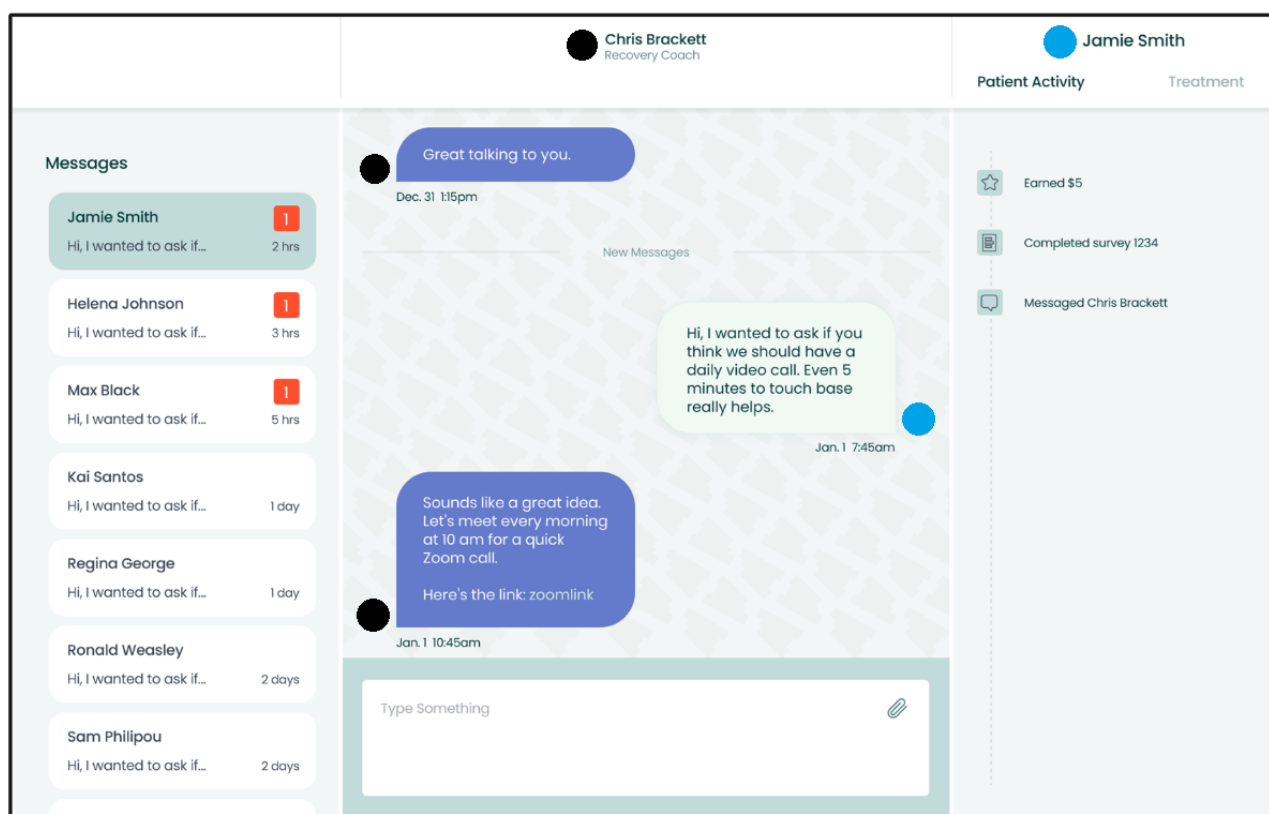 Chris Brackett
Recovery Coach
Jamie Smith
Patient Activity
Treatment
Messages
Jamie Smith
1
Hi, I wanted to ask if...
2 hrs
Helena Johnson
1
Hi, I wanted to ask if...
3 hrs
Max Black
1
Hi, I wanted to ask if...
5 hrs
Kai Santos
Hi, I wanted to ask if...
1 day
Regina George
Hi, I wanted to ask if...
1 day
Ronald Weasley
Hi, I wanted to ask if...
2 days
Sam Philipou
Hi, I wanted to ask if...
2 days
Great talking to you.
Dec. 31 1:15pm
New Messages
Hi, I wanted to ask if you
think we should have a
daily video call. Even 5
minutes to touch base
really helps.
Jan. 1 7:45am
Sounds like a great idea.
Let's meet every morning
at 10 am for a quick
Zoom call.
Here's the link: zoomlink
Jan. 1 10:45am
Type Something
Earned $5
Completed survey 1234
Messaged Chris Brackett